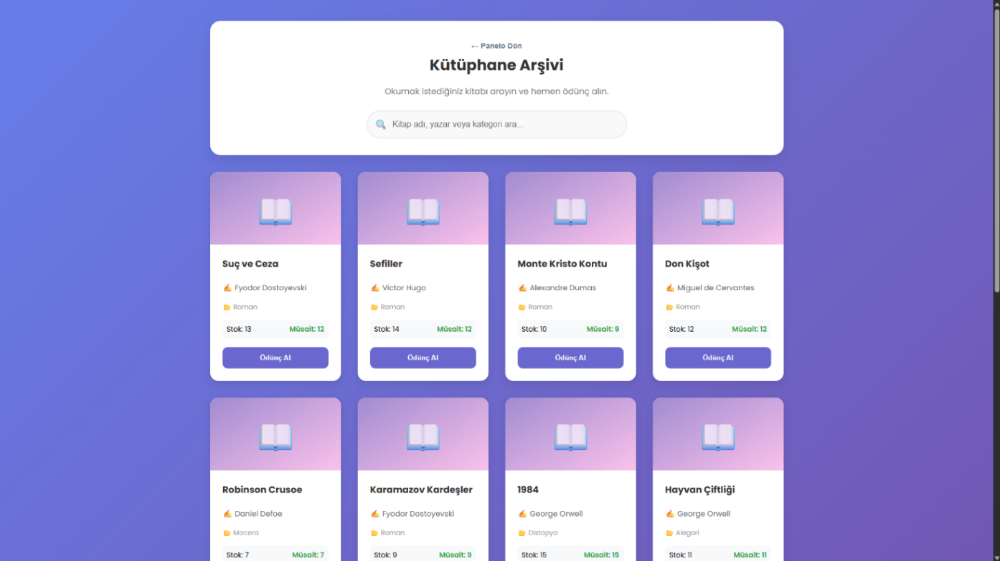 ← Panelo Dön
Kütüphane Arşivi
Okumak istediğiniz kitabı arayın ve hemen ödünç alın.
Kitap adı, yazar veya kategori ara...
Suç ve Ceza
Fyodor Dostoyevski
Roman
Stok: 13 Müsait: 12
Ödünç Al
Sefiller
Victor Hugo
Roman
Stok: 14 Müsait: 12
Ödünç Al
Monte Kristo Kontu
Alexandre Dumas
Roman
Stok: 10 Müsait: 9
Ödünç Al
Don Kişot
Miguel de Cervantes
Roman
Stok: 12 Müsait: 12
Ödünç Al
Robinson Crusoe
Daniel Defoe
Macera
Stok: 7 Müsait: 7
Karamazov Kardeşler
Fyodor Dostoyevski
Roman
Stok: 9 Müsait: 9
1984
George Orwell
Distopya
Stok: 15 Müsait: 15
Hayvan Çiftliği
George Orwell
Alegori
Stok: 11 Müsait: 11